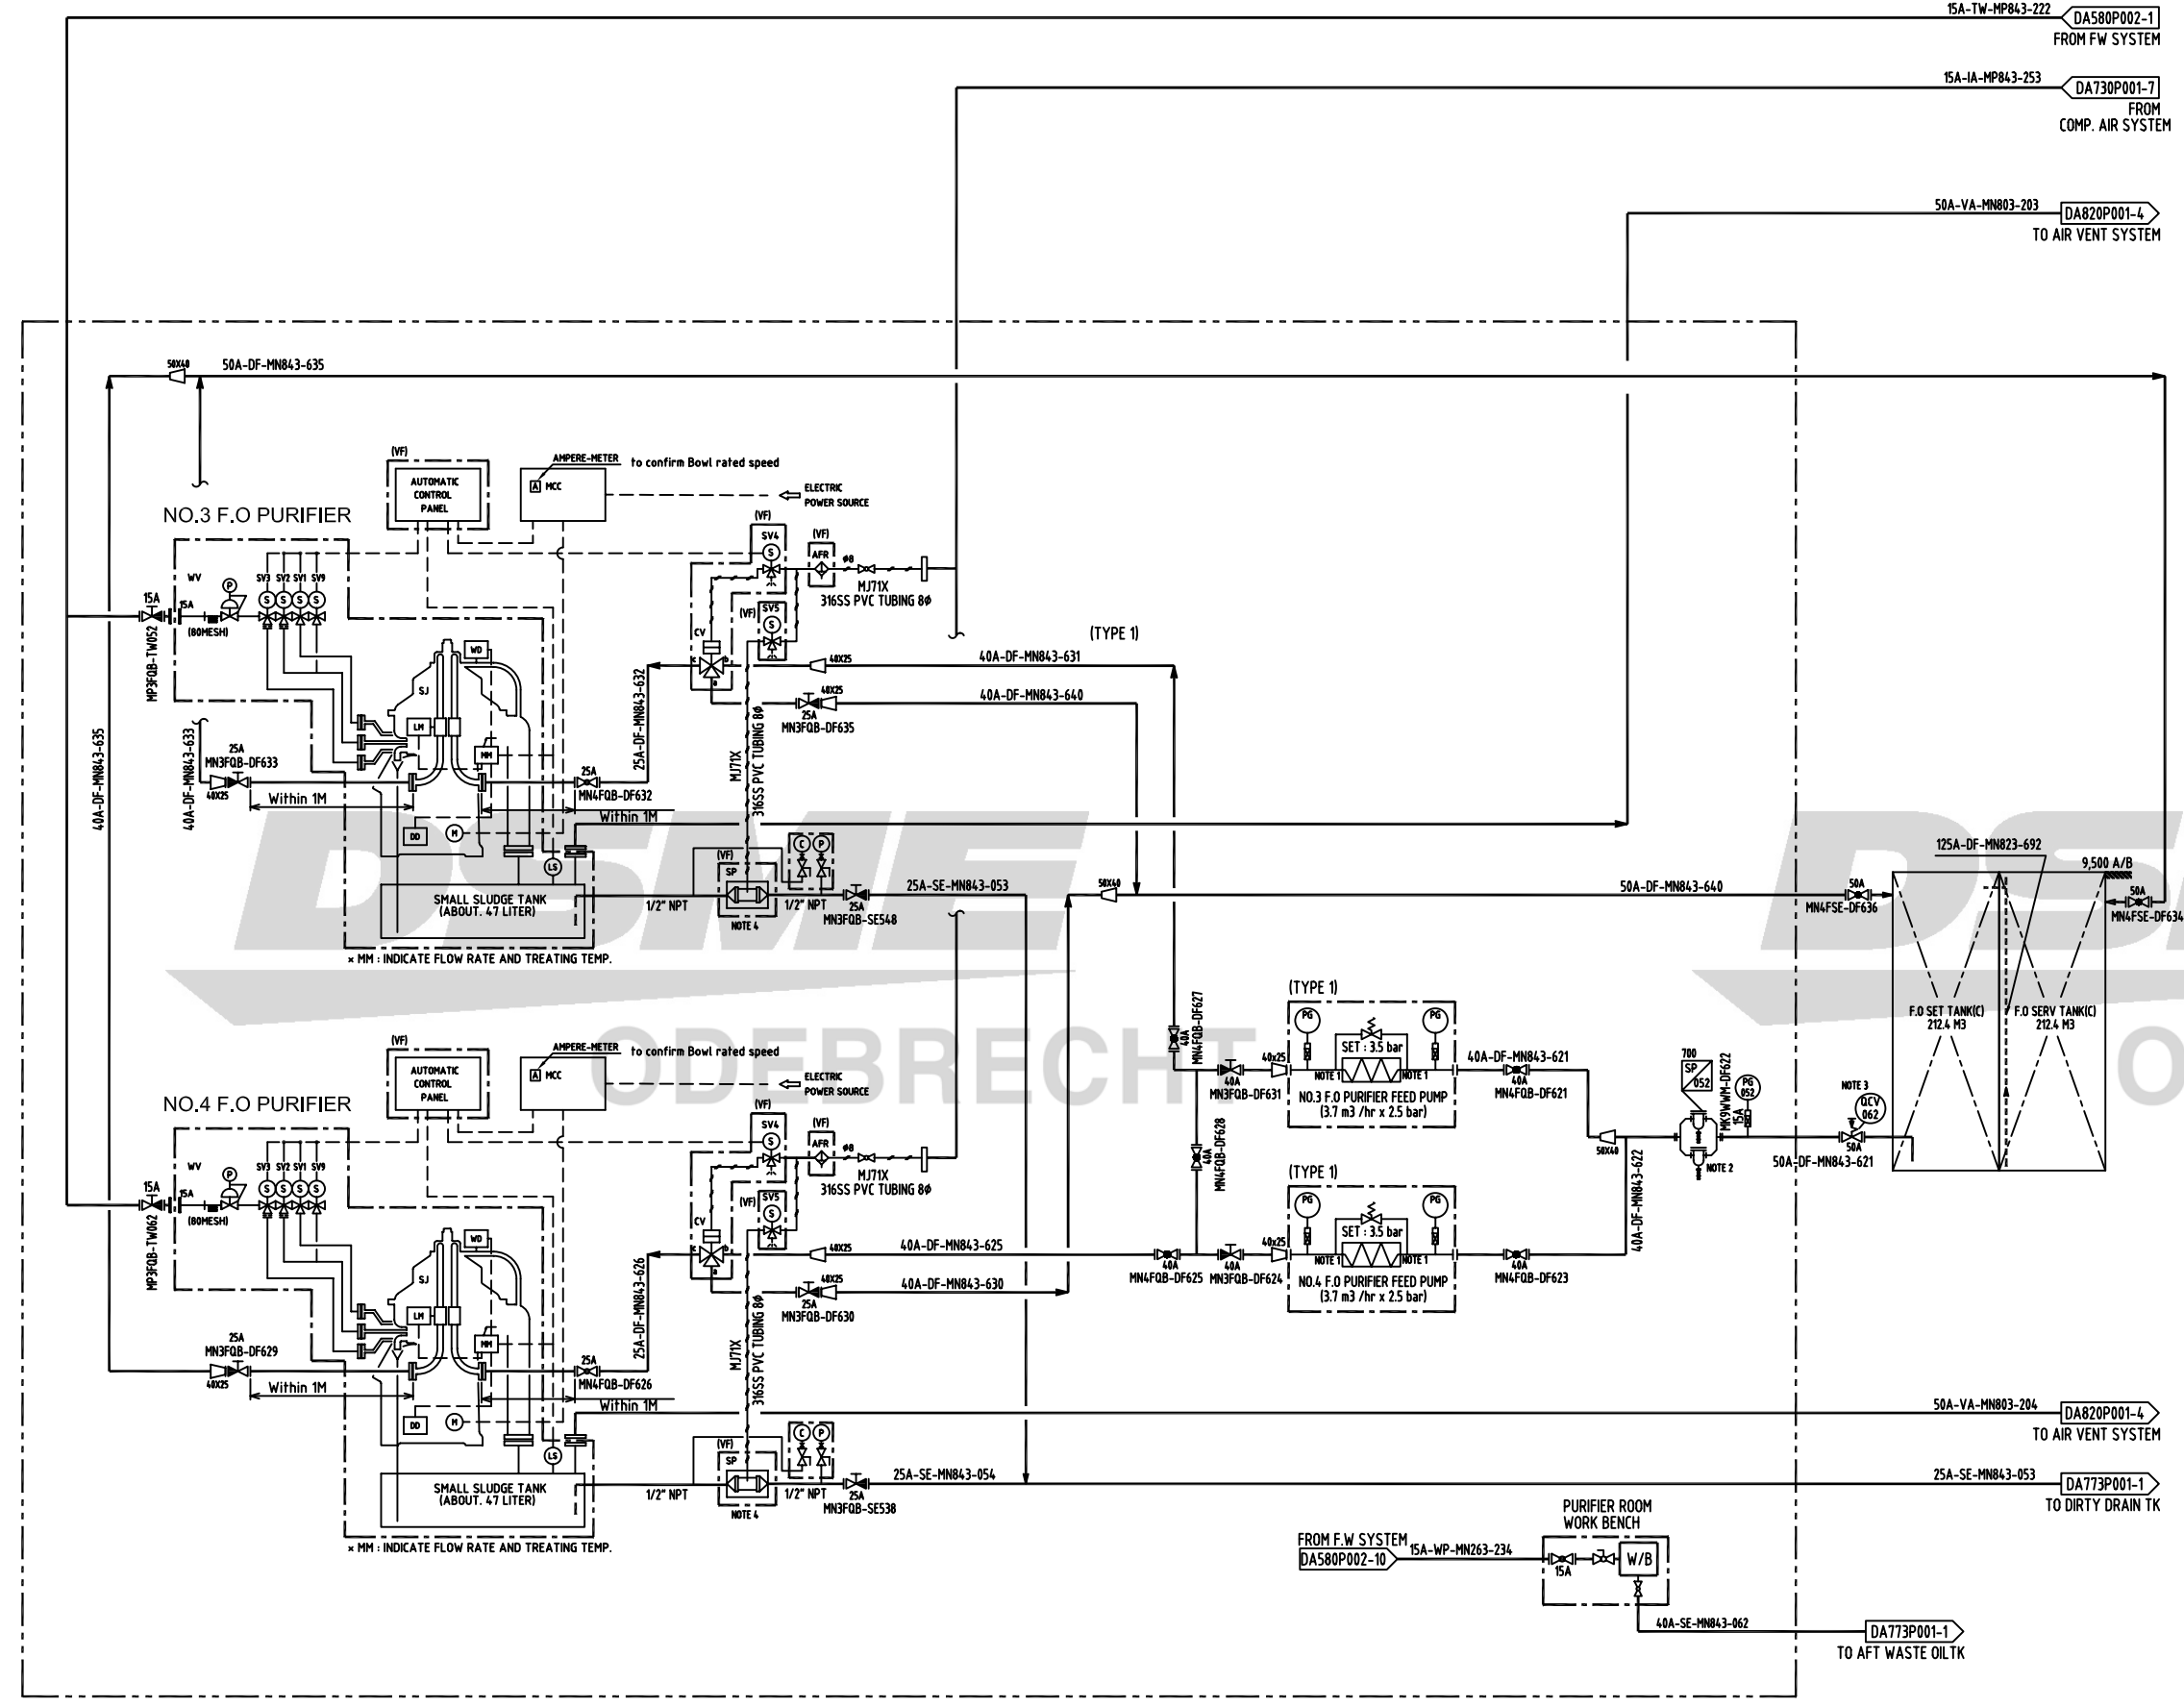 15A-TW-MP843-222
DA580P002-1
FROM FW SYSTEM
15A-IA-MP843-253
DA730P001-7
FROM
COMP. AIR SYSTEM
50A-VA-MN803-203
DA820P001-4
TO AIR VENT SYSTEM
50X40
50A-DF-MN843-635
(VF)
AUTOMATIC
CONTROL
PANEL
AMPERE-METER
to confirm Bowl rated speed
A MCC
ELECTRIC
POWER SOURCE
NO.3 F.O PURIFIER
(VF)
SV4
S
(VF)
AFR
ø8
MJ71X
316SS PVC TUBING 8ø
WV
P
SV3 SV2 SV1 SV9
S S S S
15A
15A
(80MESH)
MP3FQB-TW052
(VF)
SV5
S
CV
c
b
a
(TYPE 1)
WD
SJ
LM
MM
40X25
40A-DF-MN843-631
40X25
40A-DF-MN843-640
25A
MN3FQB-DF635
25A-DF-MN843-632
MJ71X
316SS PVC TUBING 8ø
40A-DF-MN843-635
40A-DF-MN843-633
25A
MN3FQB-DF633
40X25
Within 1M
25A
MN4FQB-DF632
Within 1M
DD
M
LS
C P
(VF)
SP
SMALL SLUDGE TANK
(ABOUT. 47 LITER)
1/2" NPT
1/2" NPT
NOTE 4
25A
MN3FQB-SE548
25A-SE-MN843-053
× MM : INDICATE FLOW RATE AND TREATING TEMP.
50X40
50A-DF-MN843-640
50A
MN4FSE-DF636
125A-DF-MN823-692
9,500 A/B
50A
MN4FSE-DF634
F.O SET TANK(C)
212.4 M3
F.O SERV TANK(C)
212.4 M3
DSME
ODEBRECHT
DS
O
40A
MN4FQB-DF627
(TYPE 1)
PG
PG
SET : 3.5 bar
NOTE 1
NOTE 1
40x25
40A
MN3FQB-DF631
NO.3 F.O PURIFIER FEED PUMP
(3.7 m3 /hr x 2.5 bar)
40A-DF-MN843-621
40A
MN4FQB-DF621
700
SP
052
MK9WWM-DF622
15A
PG
052
NOTE 3
QCV
062
50A
50A-DF-MN843-621
NOTE 2
50X40
40A-DF-MN843-622
40A
MN4FQB-DF628
(TYPE 1)
PG
PG
SET : 3.5 bar
NOTE 1
NOTE 1
40x25
NO.4 F.O PURIFIER FEED PUMP
(3.7 m3 /hr x 2.5 bar)
40A
MN4FQB-DF625
40A
MN3FQB-DF624
40A
MN4FQB-DF623
(VF)
AUTOMATIC
CONTROL
PANEL
AMPERE-METER
to confirm Bowl rated speed
A MCC
ELECTRIC
POWER SOURCE
NO.4 F.O PURIFIER
(VF)
SV4
S
(VF)
AFR
ø8
MJ71X
316SS PVC TUBING 8ø
WV
P
SV3 SV2 SV1 SV9
S S S S
15A
15A
(80MESH)
MP3FQB-TW062
(VF)
SV5
S
CV
c
b
a
WD
SJ
LM
MM
40X25
40A-DF-MN843-625
40X25
40A-DF-MN843-630
25A
MN3FQB-DF630
25A-DF-MN843-626
MJ71X
316SS PVC TUBING 8ø
25A
MN3FQB-DF629
40X25
Within 1M
25A
MN4FQB-DF626
Within 1M
DD
M
LS
C P
(VF)
SP
SMALL SLUDGE TANK
(ABOUT. 47 LITER)
1/2" NPT
1/2" NPT
NOTE 4
25A
MN3FQB-SE538
25A-SE-MN843-054
× MM : INDICATE FLOW RATE AND TREATING TEMP.
50A-VA-MN803-204
DA820P001-4
TO AIR VENT SYSTEM
25A-SE-MN843-053
DA773P001-1
TO DIRTY DRAIN TK
PURIFIER ROOM
WORK BENCH
FROM F.W SYSTEM
DA580P002-10
15A-WP-MN263-234
15A
W/B
40A-SE-MN843-062
DA773P001-1
TO AFT WASTE OILTK